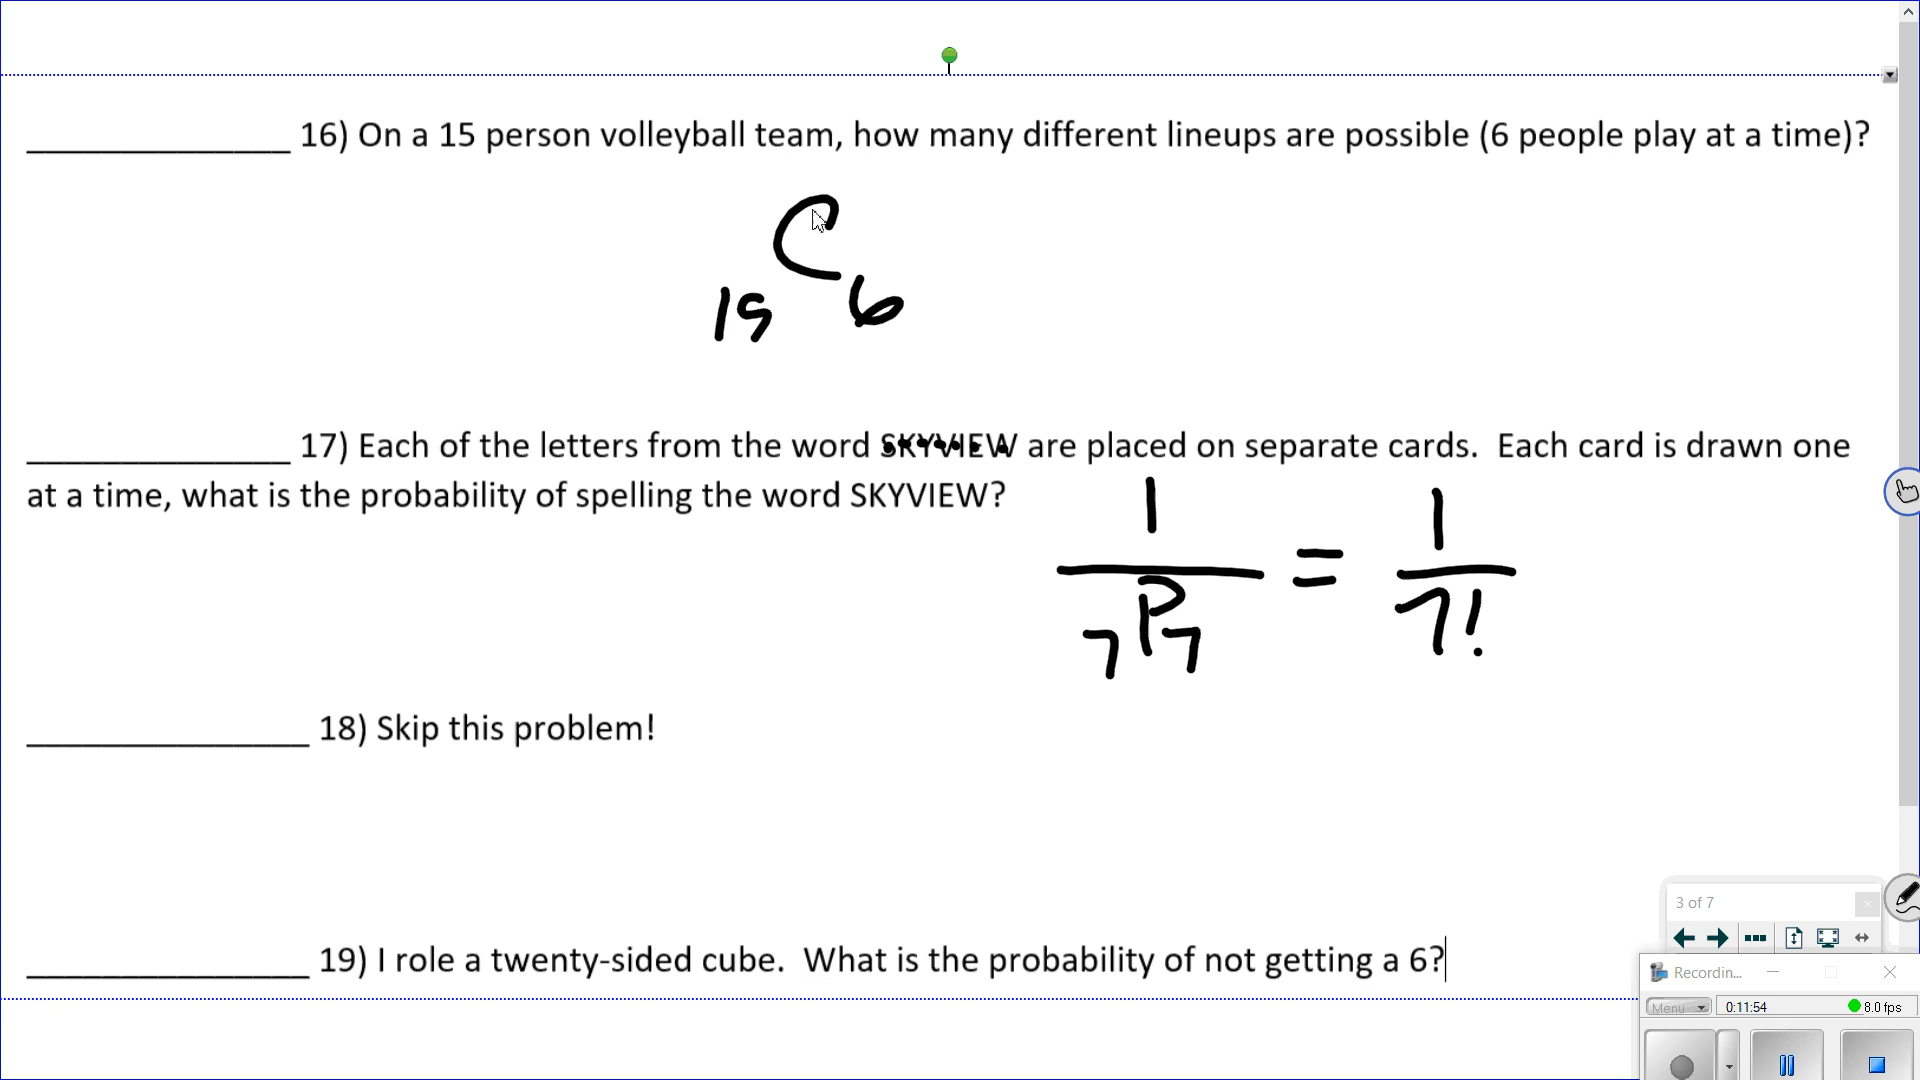 ______________ 16) On a 15 person volleyball team, how many different lineups are possible (6 people play at a time)?
C
15 6
______________ 17) Each of the letters from the word SKYVIEW are placed on separate cards. Each card is drawn one
at a time, what is the probability of spelling the word SKYVIEW?
1 = 1
7P7 7!
_______________ 18) Skip this problem!
_______________ 19) I role a twenty-sided cube. What is the probability of not getting a 6?
3 of 7
Recordin...
Menu 0:11:54 8.0 fps